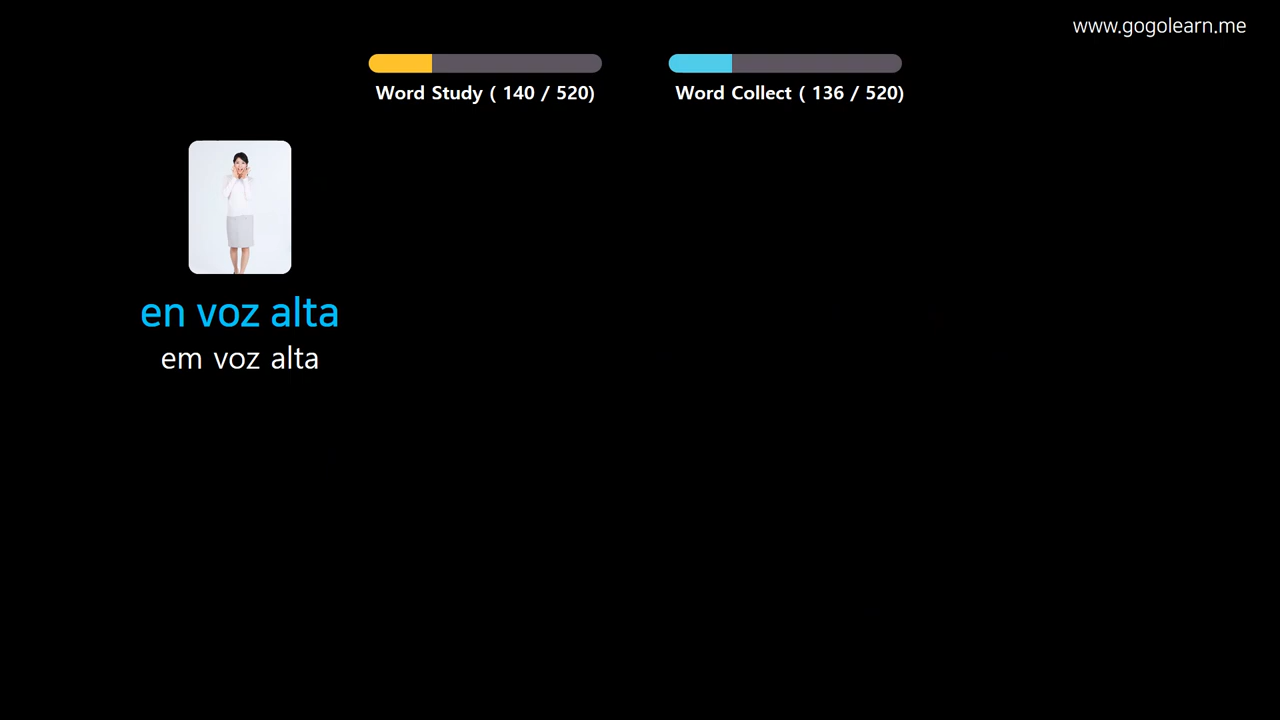 www.gogolearn.me
Word Study ( 140 / 520)
Word Collect ( 136 / 520)
en voz alta
em voz alta